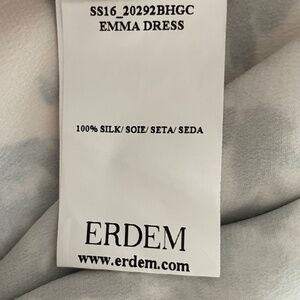 SS16_20292BHGC
EMMA DRESS
100% SILK/ SOIE/ SETA/ SEDA
ERDEM
www.erdem.com